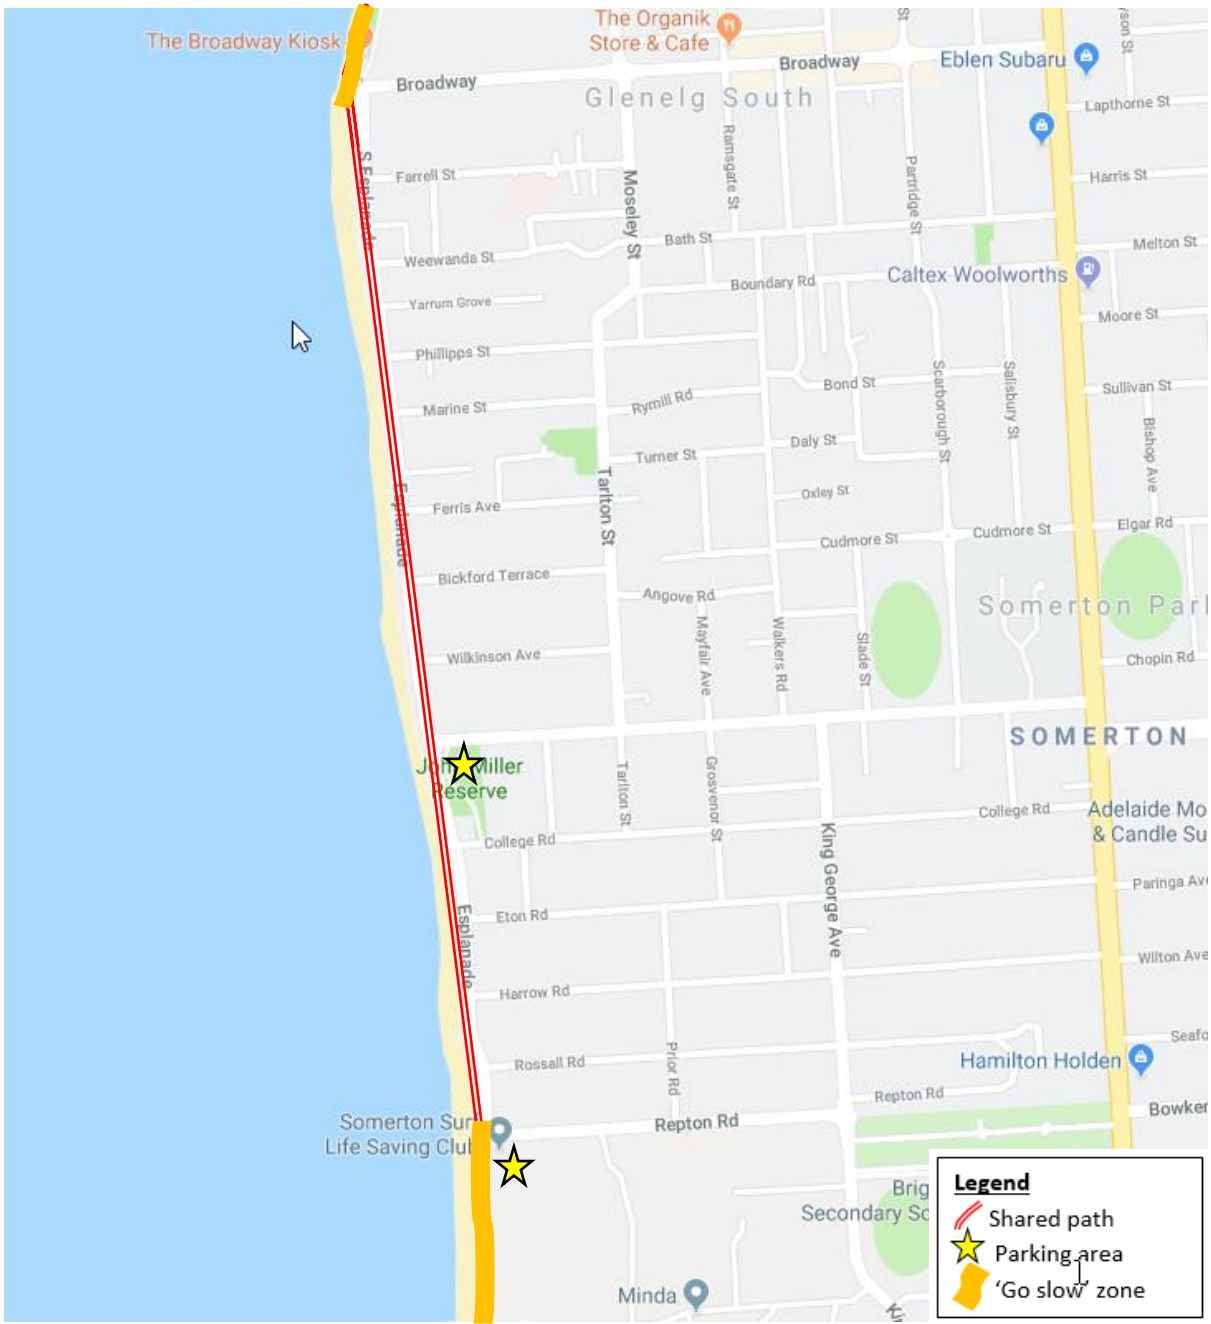 The Organik
Store & Cafe
The Broadway Kiosk
Broadway
Broadway
Eblen Subaru
Glenelg South
Lapthorne St
Ramsgate St
Partridge St
S Esplanade
Farrell St
Moseley St
Harris St
Bath St
Melton St
Weewanda St
Caltex Woolworths
Boundary Rd
Yarrum Grove
Moore St
Phillipps St
Scarborough St
Salisbury St
Bond St
Sullivan St
Rymill Rd
Marine St
Bishop Ave
Daly St
Turner St
Tarlton St
Oxley St
Esplanade
Ferris Ave
Cudmore St
Cudmore St
Elgar Rd
Bickford Terrace
Angove Rd
Somerton Parl
Mayfair Ave
Walkers Rd
Slade St
Wilkinson Ave
Chopin Rd
SOMERTON
Miller
Reserve
Tarlton St
Grosvenor St
College Rd
Adelaide Mo
& Candle Su
College Rd
King George Ave
Paringa Ave
Esplanade
Eton Rd
Wilton Ave
Harrow Rd
Seafo
Rossall Rd
Prior Rd
Hamilton Holden
Repton Rd
Bowker
Somerton Sur
Life Saving Clu
Repton Rd
Brig
Secondary Sc
Minda
Legend
Shared path
Parking area
'Go slow' zone